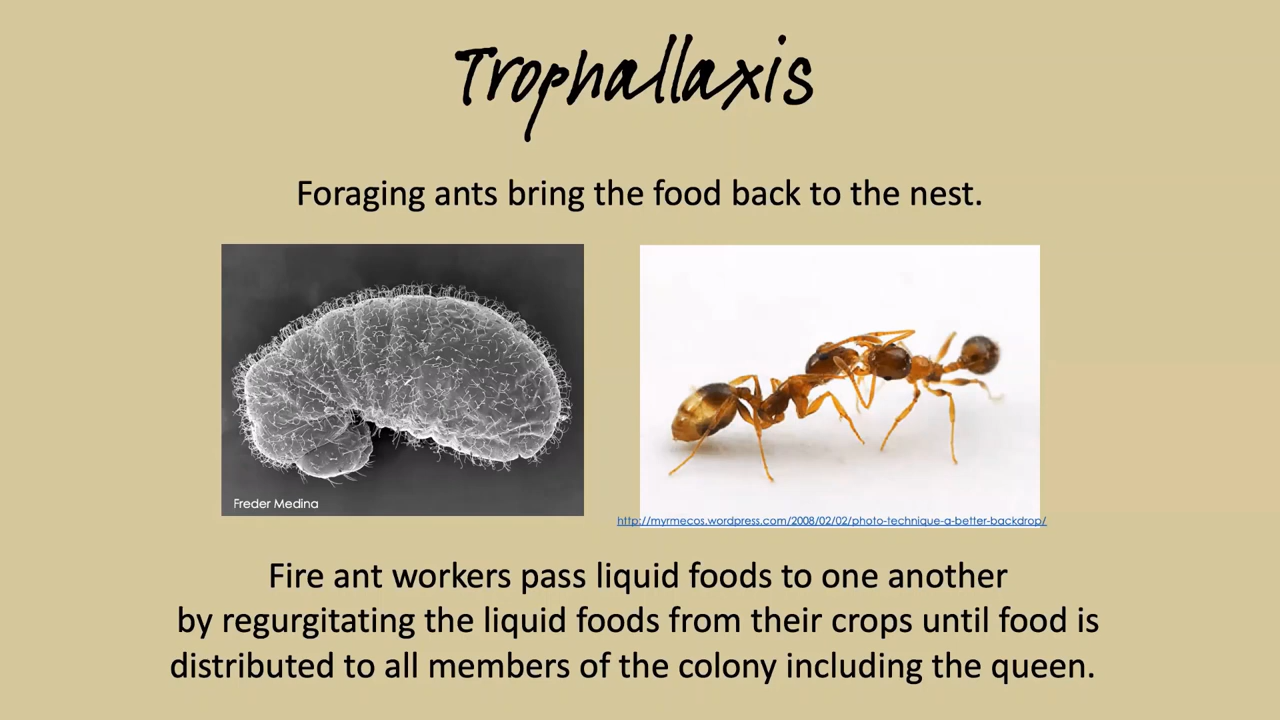 Trophallaxis
Foraging ants bring the food back to the nest.
Freder Medina
http://myrmecos.wordpress.com/2008/02/02/photo-technique-a-better-backdrop/
Fire ant workers pass liquid foods to one another
by regurgitating the liquid foods from their crops until food is
distributed to all members of the colony including the queen.